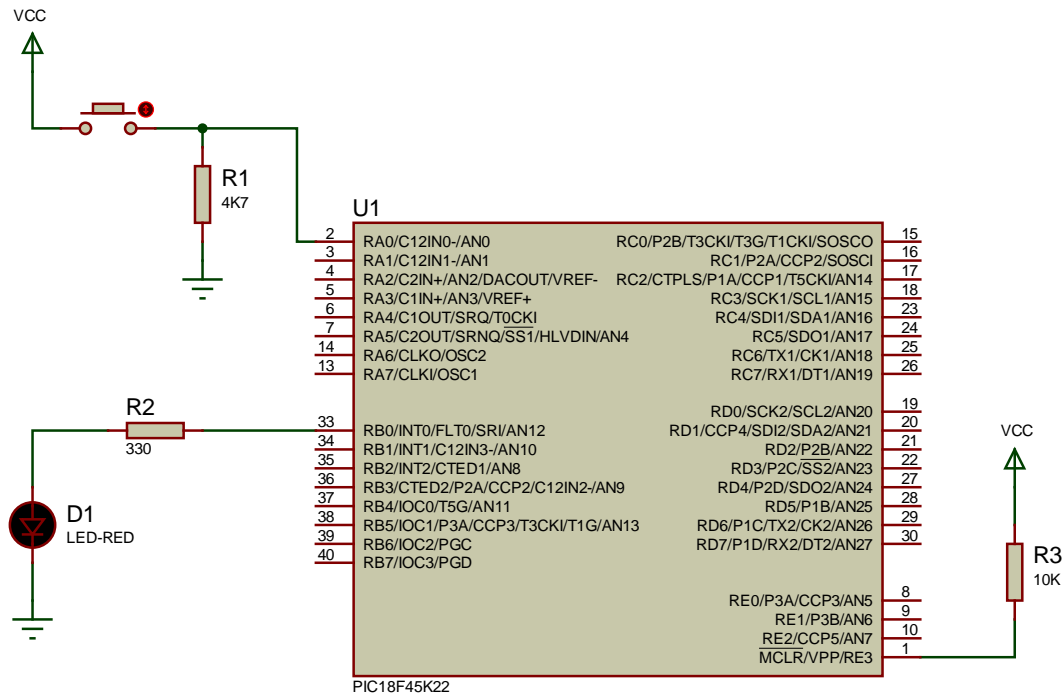 VCC
R1
4K7
U1
2 RA0/C12IN0-/AN0
3 RA1/C12IN1-/AN1
4 RA2/C2IN+/AN2/DACOUT/VREF-
5 RA3/C1IN+/AN3/VREF+
6 RA4/C1OUT/SRQ/T0CKI
7 RA5/C2OUT/SRNQ/SS1/HLVDIN/AN4
14 RA6/CLKO/OSC2
13 RA7/CLKI/OSC1
33 RB0/INT0/FLT0/SRI/AN12
34 RB1/INT1/C12IN3-/AN10
35 RB2/INT2/CTED1/AN8
36 RB3/CTED2/P2A/CCP2/C12IN2-/AN9
37 RB4/IOC0/T5G/AN11
38 RB5/IOC1/P3A/CCP3/T3CKI/T1G/AN13
39 RB6/IOC2/PGC
40 RB7/IOC3/PGD
RC0/P2B/T3CKI/T3G/T1CKI/SOSCO 15
RC1/P2A/CCP2/SOSCI 16
RC2/CTPLS/P1A/CCP1/T5CKI/AN14 17
RC3/SCK1/SCL1/AN15 18
RC4/SDI1/SDA1/AN16 23
RC5/SDO1/AN17 24
RC6/TX1/CK1/AN18 25
RC7/RX1/DT1/AN19 26
RD0/SCK2/SCL2/AN20 19
RD1/CCP4/SDI2/SDA2/AN21 20
RD2/P2B/AN22 21
RD3/P2C/SS2/AN23 22
RD4/P2D/SDO2/AN24 27
RD5/P1B/AN25 28
RD6/P1C/TX2/CK2/AN26 29
RD7/P1D/RX2/DT2/AN27 30
RE0/P3A/CCP3/AN5 8
RE1/P3B/AN6 9
RE2/CCP5/AN7 10
MCLR/VPP/RE3 1
PIC18F45K22
R2
330
D1
LED-RED
VCC
R3
10K